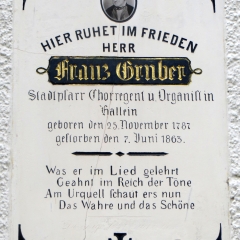 HIER RUHET IM FRIEDEN
HERR
Franz Gruber
Stadtpfarr Chorregent u. Organist in
Hallein
geboren den 25. November 1787
gestorben den 7. Juni 1863.
Was er im Lied gelehrt
Geahnt im Reich der Töne
Am Urquell schaut ers nun
Das Wahre und das Schöne